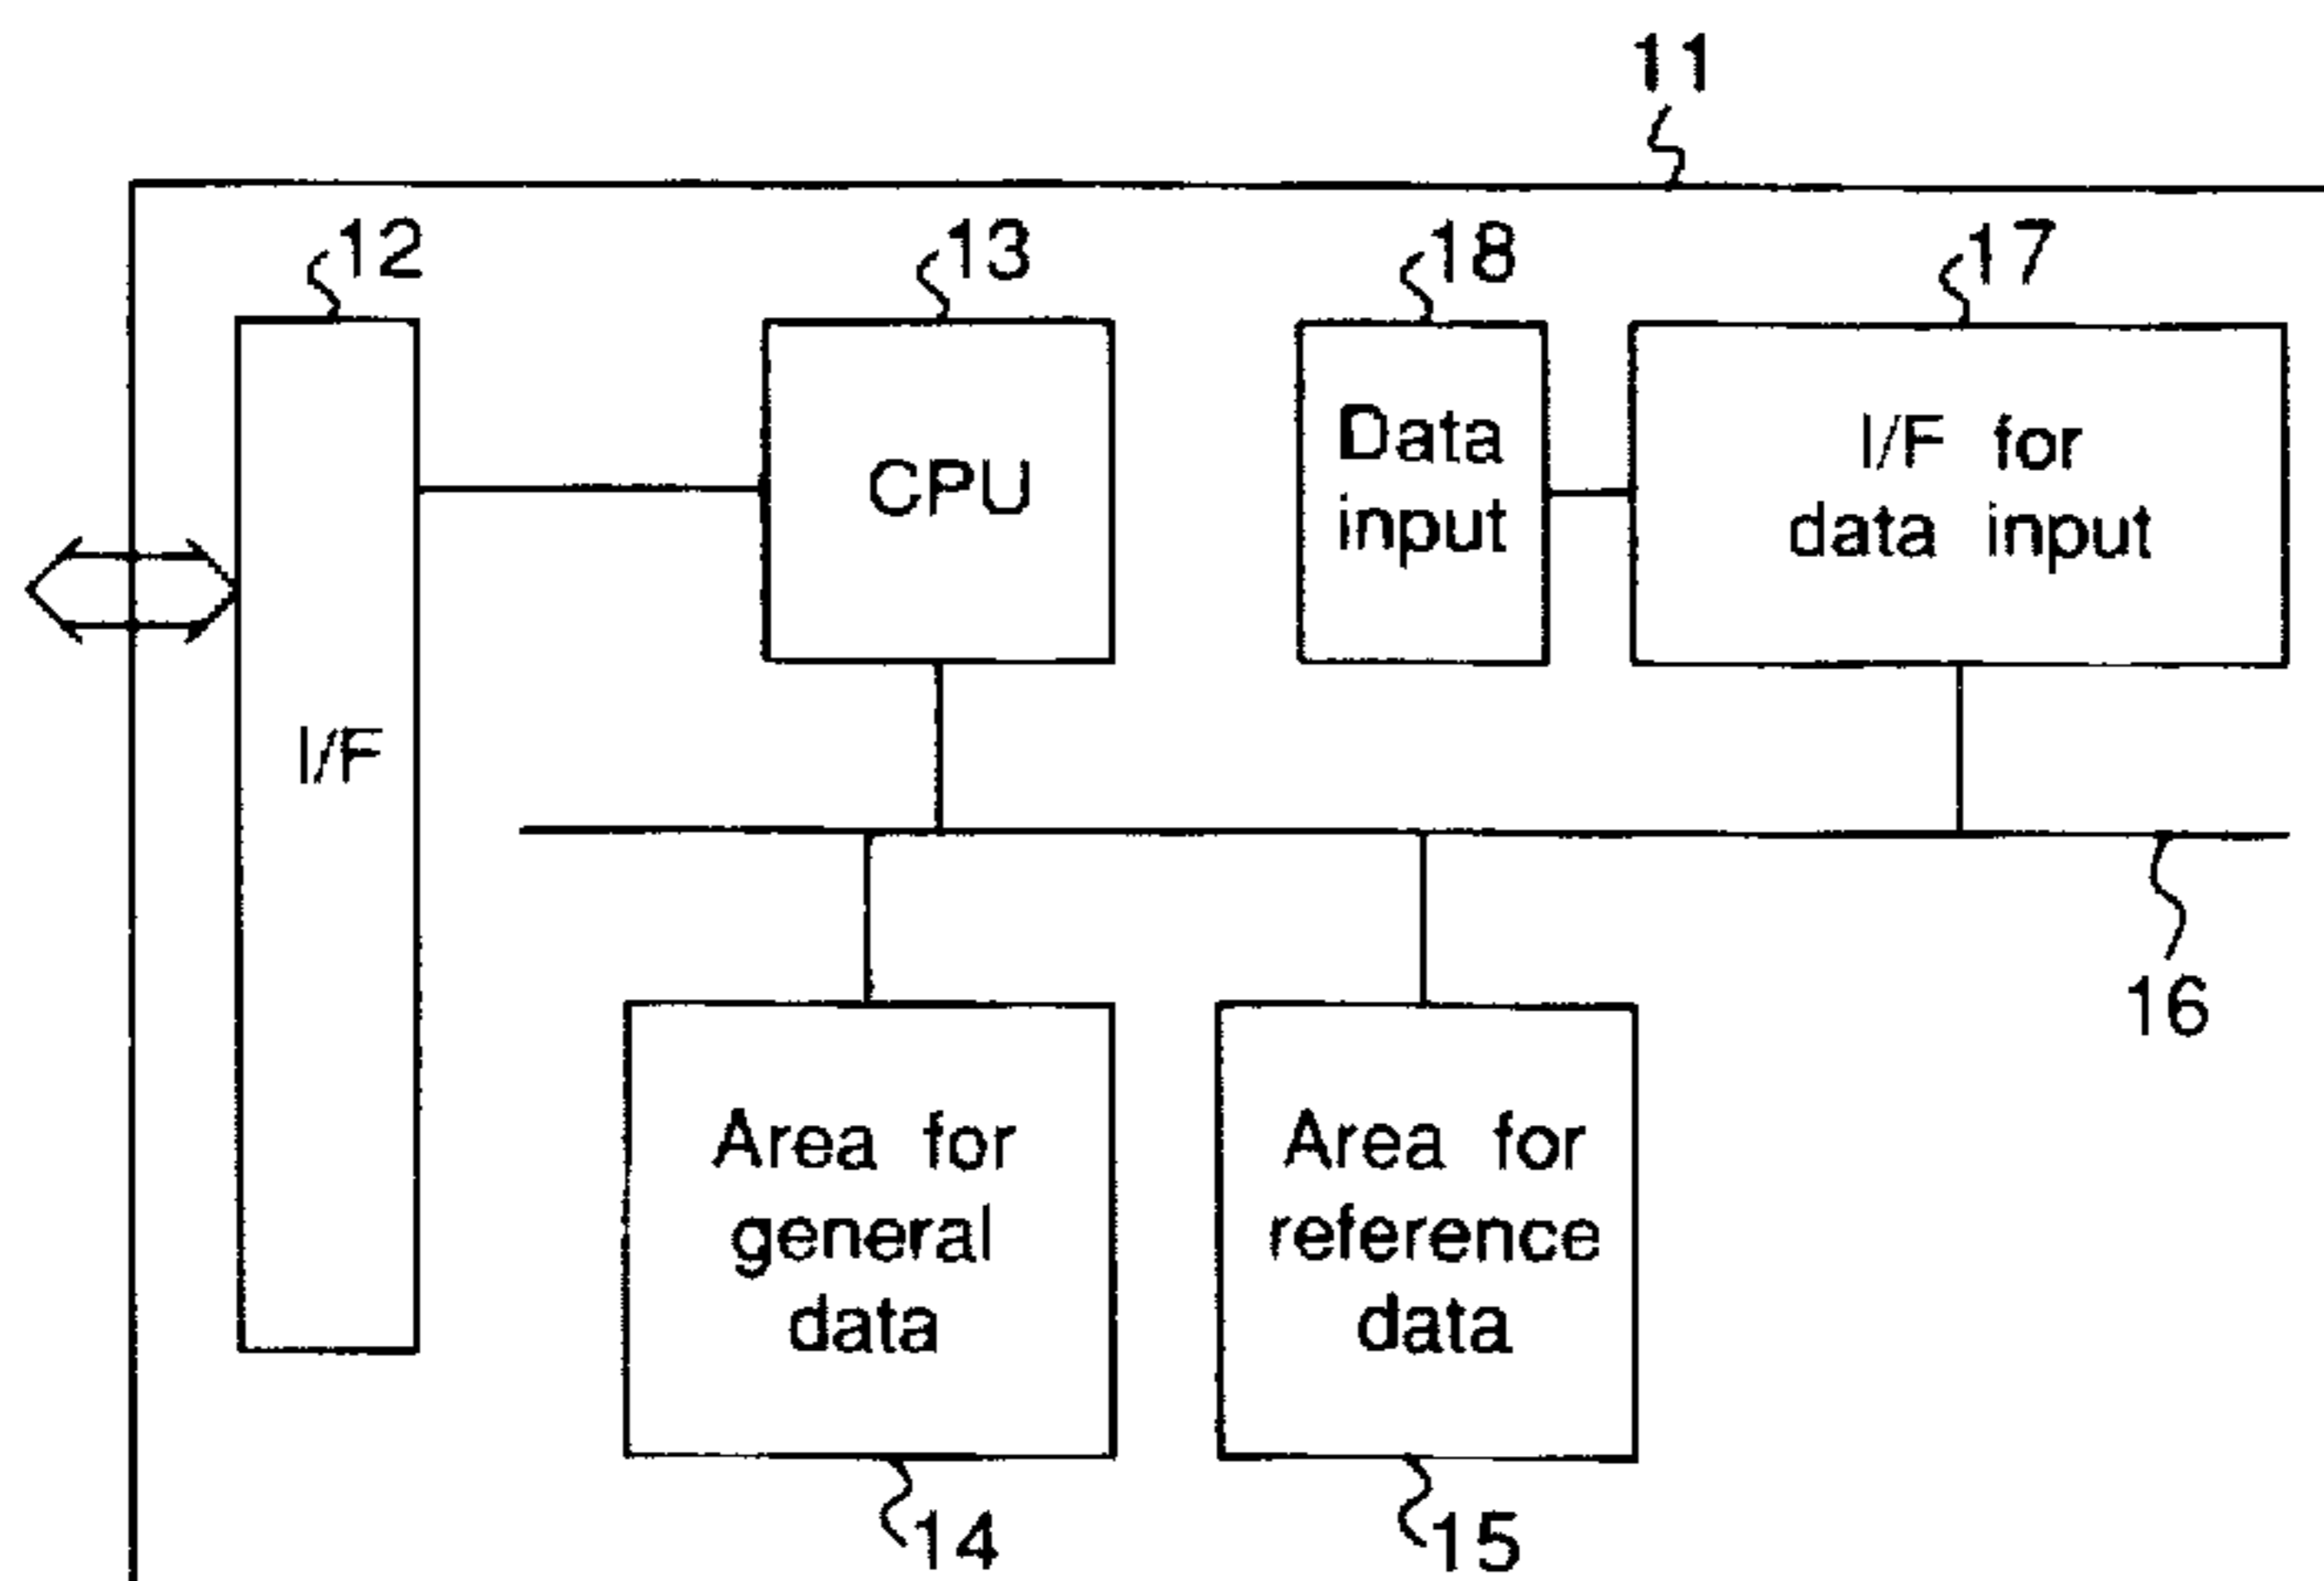 11
12
13
18
17
CPU
Data
input
I/F for
data input
I/F
16
Area for
general
data
Area for
reference
data
14
15